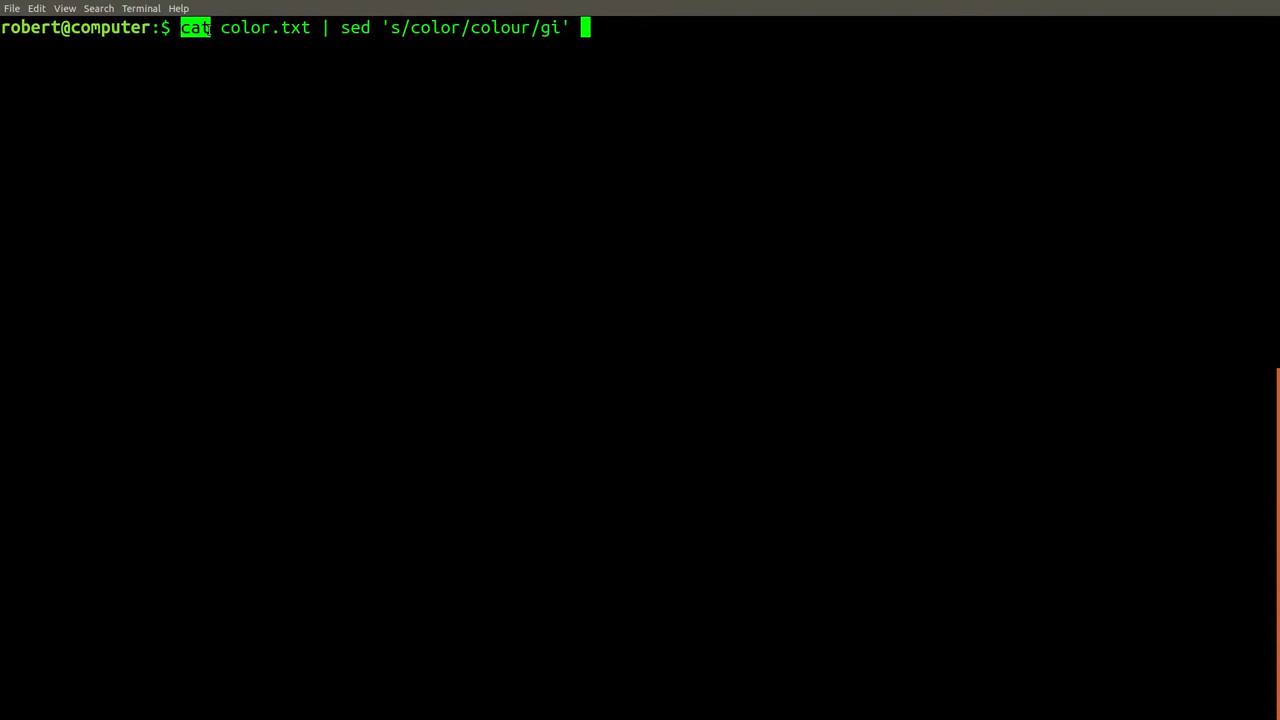 File Edit View Search Terminal Help
robert@computer:$ cat color.txt | sed 's/color/colour/gi'